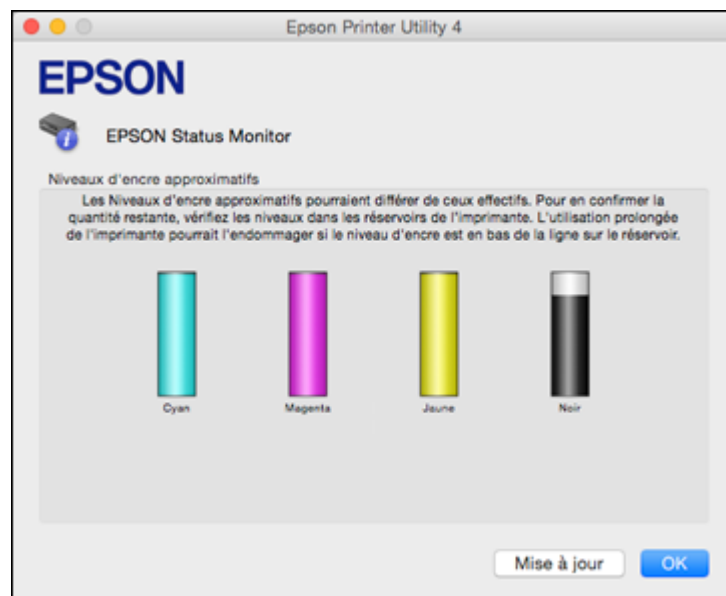 Epson Printer Utility 4
EPSON
EPSON Status Monitor
Niveaux d'encre approximatifs
Les Niveaux d'encre approximatifs pourraient différer de ceux effectifs. Pour en confirmer la
quantité restante, vérifiez les niveaux dans les réservoirs de l'imprimante. L'utilisation prolongée
de l'imprimante pourrait l'endommager si le niveau d'encre est en bas de la ligne sur le réservoir.
Cyan
Magenta
Jaune
Noir
Mise à jour
OK